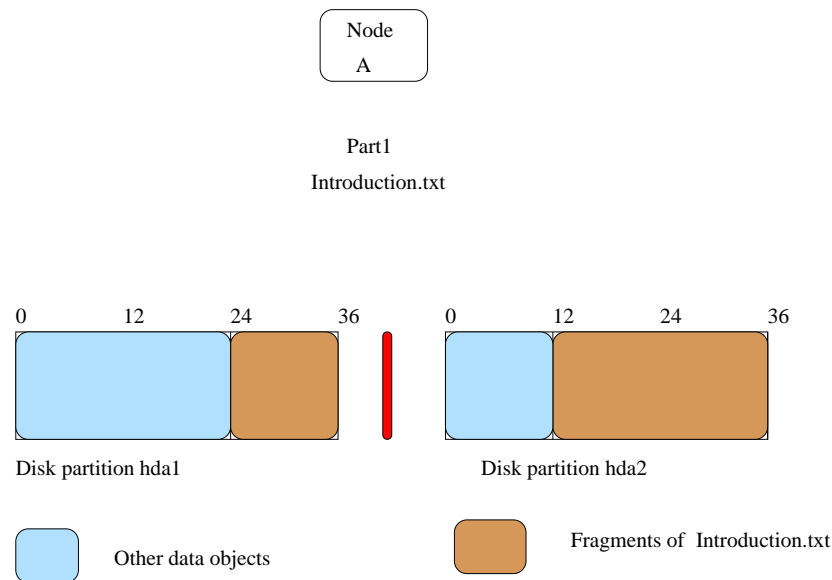 Node
A
Part1
Introduction.txt
0 12 24 36 0 12 24 36
Disk partition hda1 Disk partition hda2
Other data objects Fragments of Introduction.txt